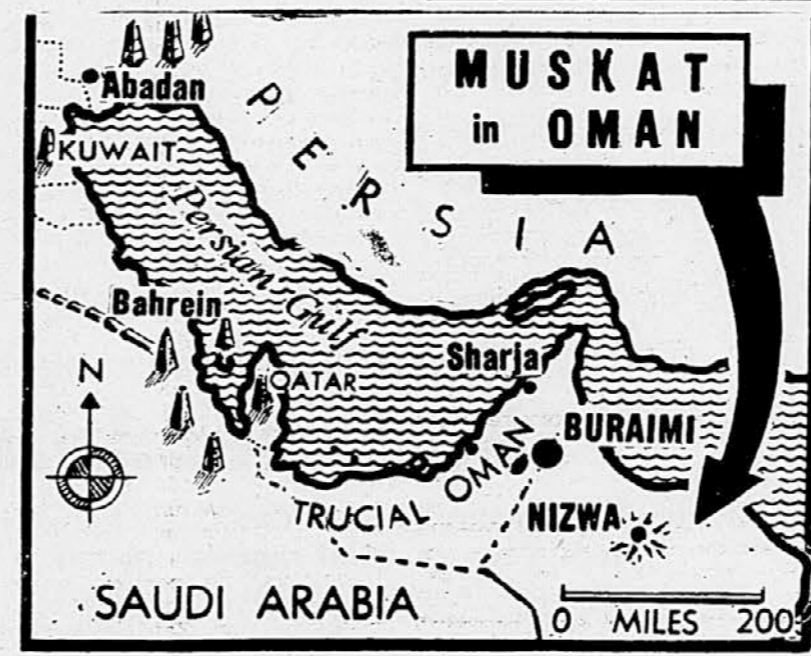 MUSKAT
in OMAN
Abadan
KUWAIT
PERSIA
Persian Gulf
Bahrein
N
QATAR
Sharja
BURAIMI
TRUCIAL OMAN
NIZWA
SAUDI ARABIA
0 MILES 200